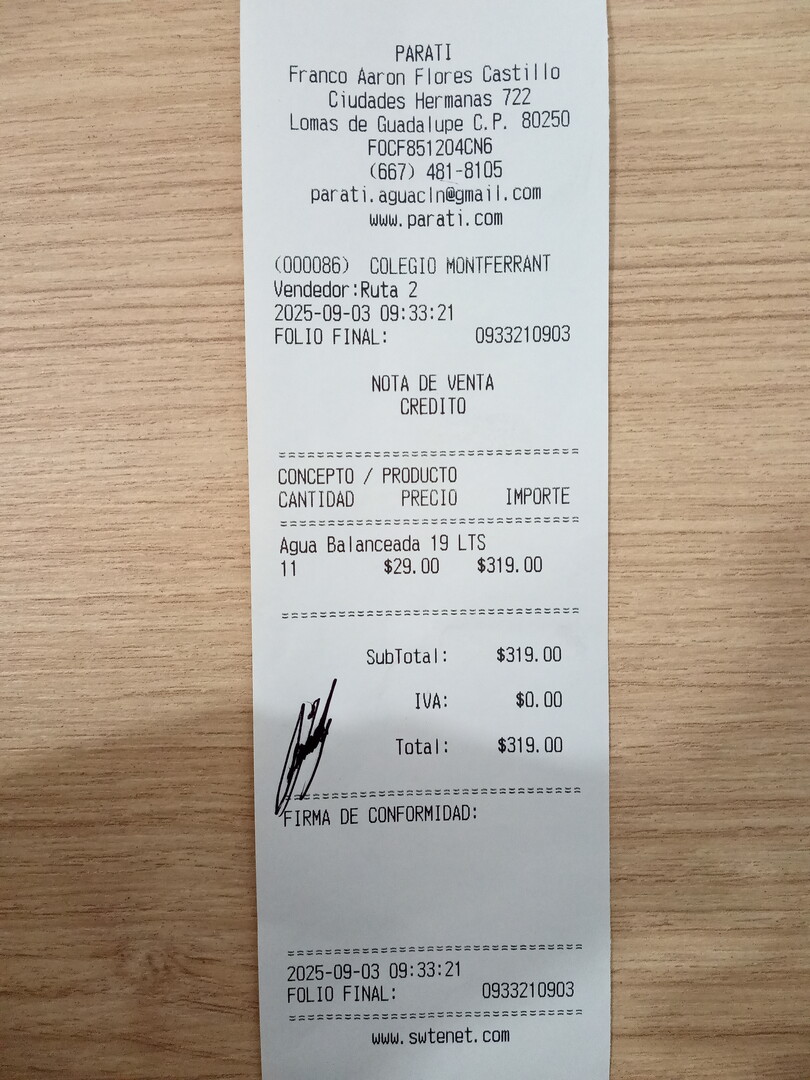 PARATI
Franco Aaron Flores Castillo
Ciudades Hermanas 722
Lomas de Guadalupe C.P. 80250
FOCF851204CN6
(667) 481-8105
parati.aguacln@gmail.com
www.parati.com
(000086) COLEGIO MONTFERRANT
Vendedor:Ruta 2
2025-09-03 09:33:21
FOLIO FINAL: 0933210903
NOTA DE VENTA
CREDITO
================================
CONCEPTO / PRODUCTO
CANTIDAD PRECIO IMPORTE
================================
Agua Balanceada 19 LTS
11 $29.00 $319.00
================================
SubTotal: $319.00
IVA: $0.00
Total: $319.00
================================
FIRMA DE CONFORMIDAD:
================================
2025-09-03 09:33:21
FOLIO FINAL: 0933210903
================================
www.swtenet.com